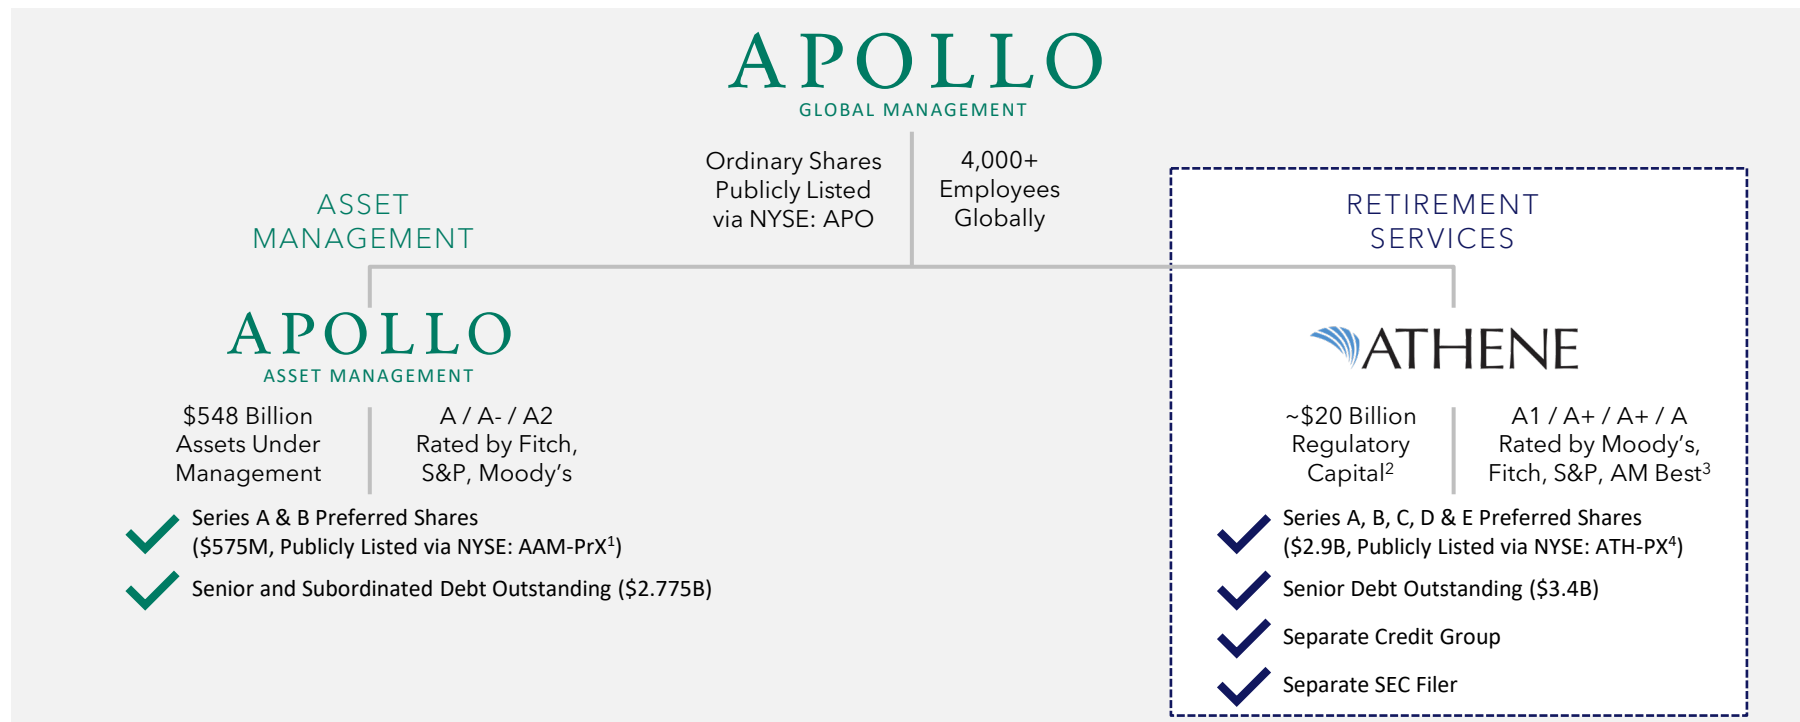 APOLLO
GLOBAL MANAGEMENT
Ordinary Shares
Publicly Listed
via NYSE: APO
4,000+
Employees
Globally
ASSET
MANAGEMENT
APOLLO
ASSET MANAGEMENT
$548 Billion
Assets Under
Management
A / A- / A2
Rated by Fitch,
S&P, Moody's
Series A & B Preferred Shares
($575M, Publicly Listed via NYSE: AAM-PrX¹)
Senior and Subordinated Debt Outstanding ($2.775B)
RETIREMENT
SERVICES
ATHENE
~$20 Billion
Regulatory
Capital²
A1 / A+ / A+ / A
Rated by Moody's,
Fitch, S&P, AM Best³
Series A, B, C, D & E Preferred Shares
($2.9B, Publicly Listed via NYSE: ATH-PX⁴)
Senior Debt Outstanding ($3.4B)
Separate Credit Group
Separate SEC Filer